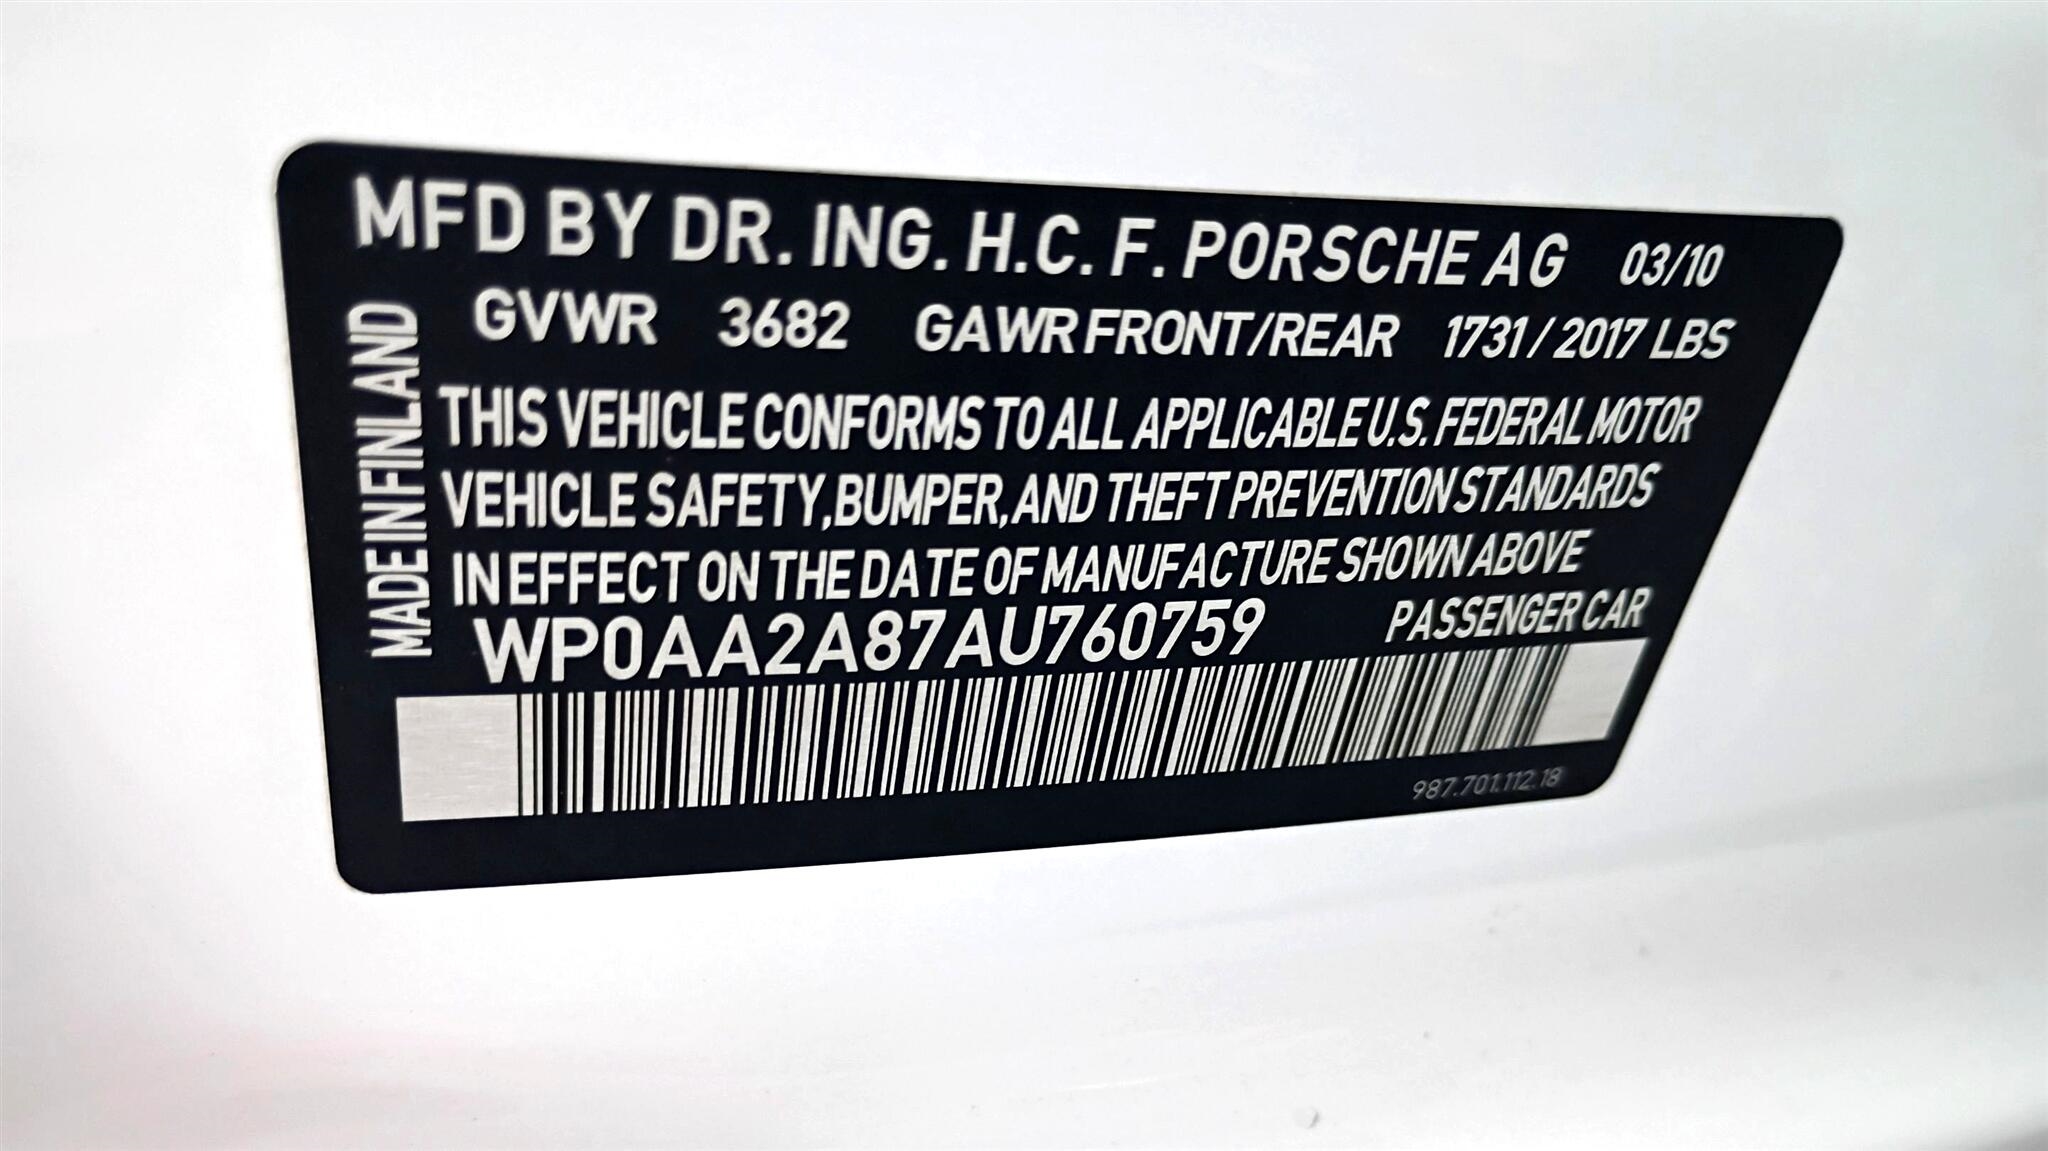 MFD BY DR. ING. H.C. F. PORSCHE AG 03/10
GVWR 3682 GAWR FRONT/REAR 1731/2017 LBS
MADE IN FINLAND
THIS VEHICLE CONFORMS TO ALL APPLICABLE U.S. FEDERAL MOTOR
VEHICLE SAFETY, BUMPER, AND THEFT PREVENTION STANDARDS
IN EFFECT ON THE DATE OF MANUFACTURE SHOWN ABOVE
WP0AA2A87AU760759 PASSENGER CAR
987.701.112.18